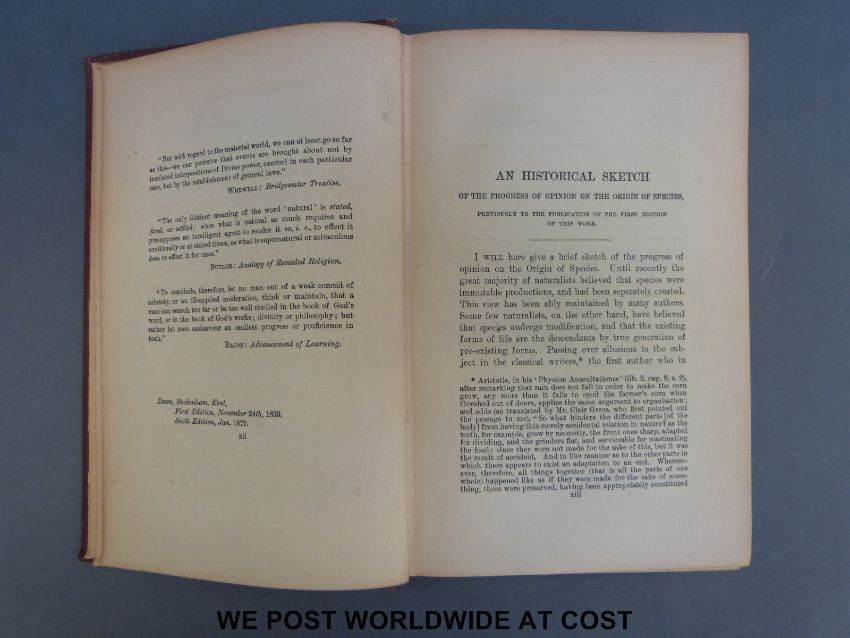 "But with regard to the material world, we can at least go so far
as this—we can perceive that events are brought about not by
insulated interpositions of Divine power, exerted in each particular
case, but by the establishment of general laws."
WHEWELL: Bridgewater Treatise.
"The only distinct meaning of the word 'natural' is stated,
fixed, or settled; since what is natural as much requires and
presupposes an intelligent agent to render it so, i. e., to effect it
continually or at stated times, as what is supernatural or miraculous
does to effect it for once."
BUTLER: Analogy of Revealed Religion.
"To conclude, therefore, let no man out of a weak conceit of
sobriety, or an ill-applied moderation, think or maintain, that a
man can search too far or be too well studied in the book of God's
word, or in the book of God's works; divinity or philosophy; but
rather let men endeavour an endless progress or proficience in
both."
BACON: Advancement of Learning.
Down, Beckenham, Kent,
First Edition, November 24th, 1859.
Sixth Edition, Jan. 1872.
xii
AN HISTORICAL SKETCH
OF THE PROGRESS OF OPINION ON THE ORIGIN OF SPECIES,
PREVIOUSLY TO THE PUBLICATION OF THE FIRST EDITION
OF THIS WORK.
I WILL here give a brief sketch of the progress of
opinion on the Origin of Species. Until recently the
great majority of naturalists believed that species were
immutable productions, and had been separately created.
This view has been ably maintained by many authors.
Some few naturalists, on the other hand, have believed
that species undergo modification, and that the existing
forms of life are the descendants by true generation of
pre-existing forms. Passing over allusions to the sub-
ject in the classical writers,* the first author who in
* Aristotle, in his 'Physicæ Auscultationes' (lib. 2, cap. 8, s. 2),
after remarking that rain does not fall in order to make the corn
grow, any more than it falls to spoil the farmer's corn when
threshed out of doors, applies the same argument to organisation;
and adds (as translated by Mr. Clair Grece, who first pointed out
the passage to me), "So what hinders the different parts [of the
body] from having this merely accidental relation in nature? as the
teeth, for example, grow by necessity, the front ones sharp, adapted
for dividing, and the grinders flat, and serviceable for masticating
the food; since they were not made for the sake of this, but it was
the result of accident. And in like manner as to the other parts in
which there appears to exist an adaptation to an end. Whereso-
ever, therefore, all things together (that is all the parts of one
whole) happened like as if they were made for the sake of some-
thing, these were preserved, having been appropriately constituted
xiii
WE POST WORLDWIDE AT COST